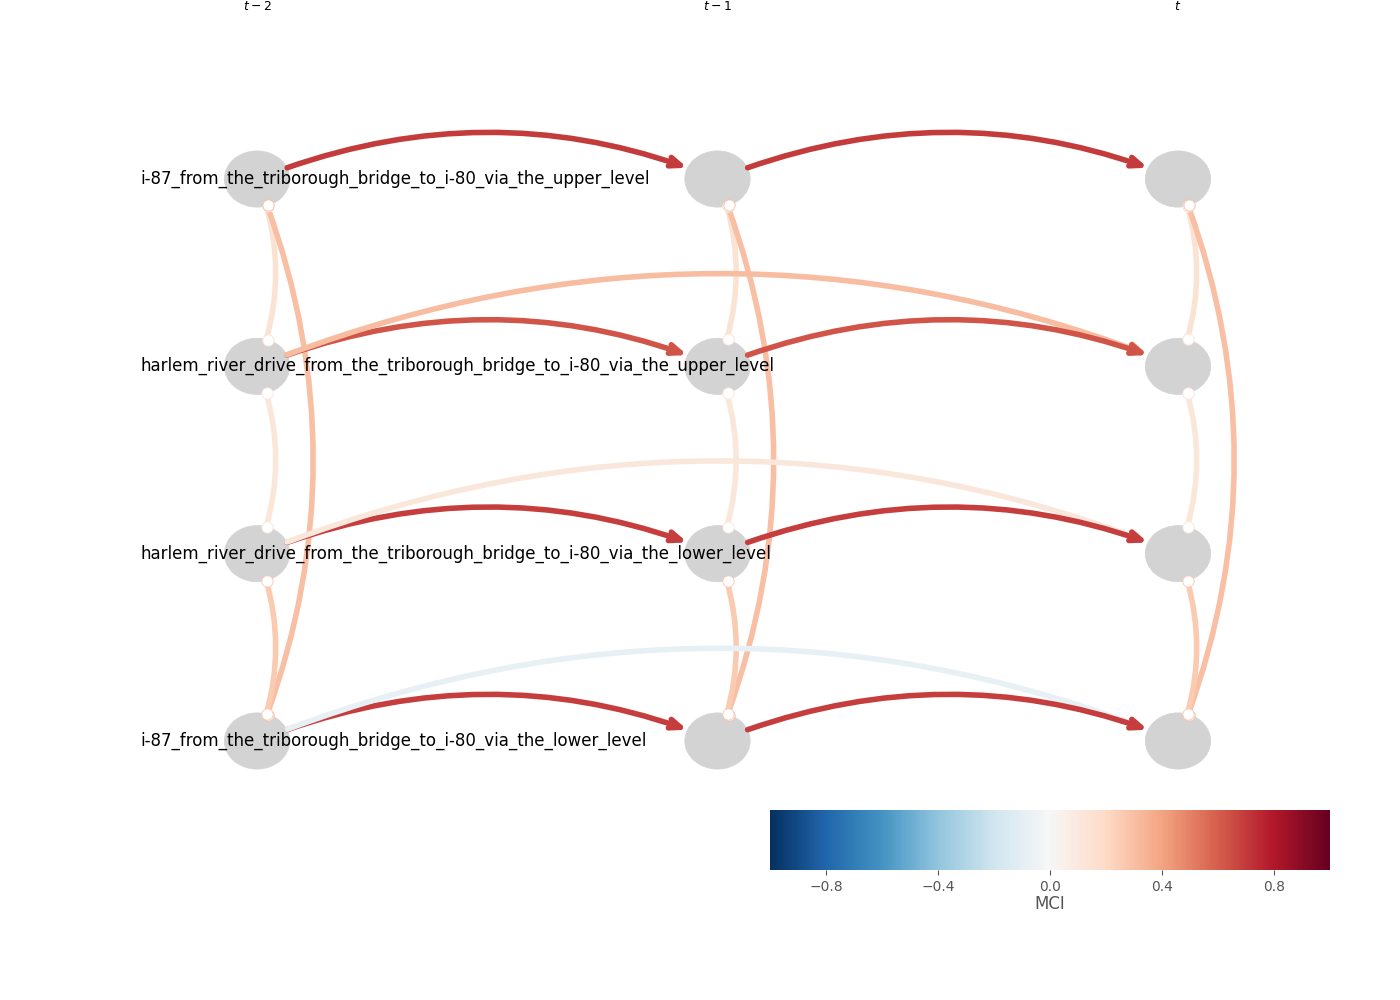 t − 2 t − 1 t
i-87_from_the_triborough_bridge_to_i-80_via_the_upper_level
harlem_river_drive_from_the_triborough_bridge_to_i-80_via_the_upper_level
harlem_river_drive_from_the_triborough_bridge_to_i-80_via_the_lower_level
i-87_from_the_triborough_bridge_to_i-80_via_the_lower_level
−0.8 −0.4 0.0 0.4 0.8
MCI